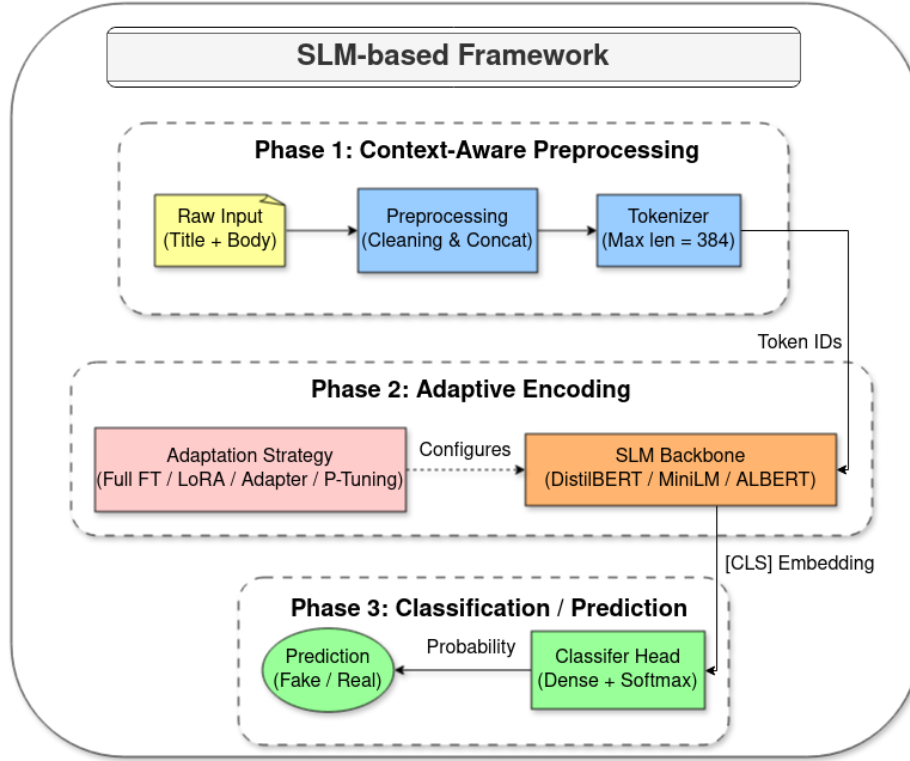 SLM-based Framework
Phase 1: Context-Aware Preprocessing
Raw Input
(Title + Body)
Preprocessing
(Cleaning & Concat)
Tokenizer
(Max len = 384)
Token IDs
Phase 2: Adaptive Encoding
Adaptation Strategy
(Full FT / LoRA / Adapter / P-Tuning)
Configures
SLM Backbone
(DistilBERT / MiniLM / ALBERT)
[CLS] Embedding
Phase 3: Classification / Prediction
Prediction
(Fake / Real)
Probability
Classifer Head
(Dense + Softmax)